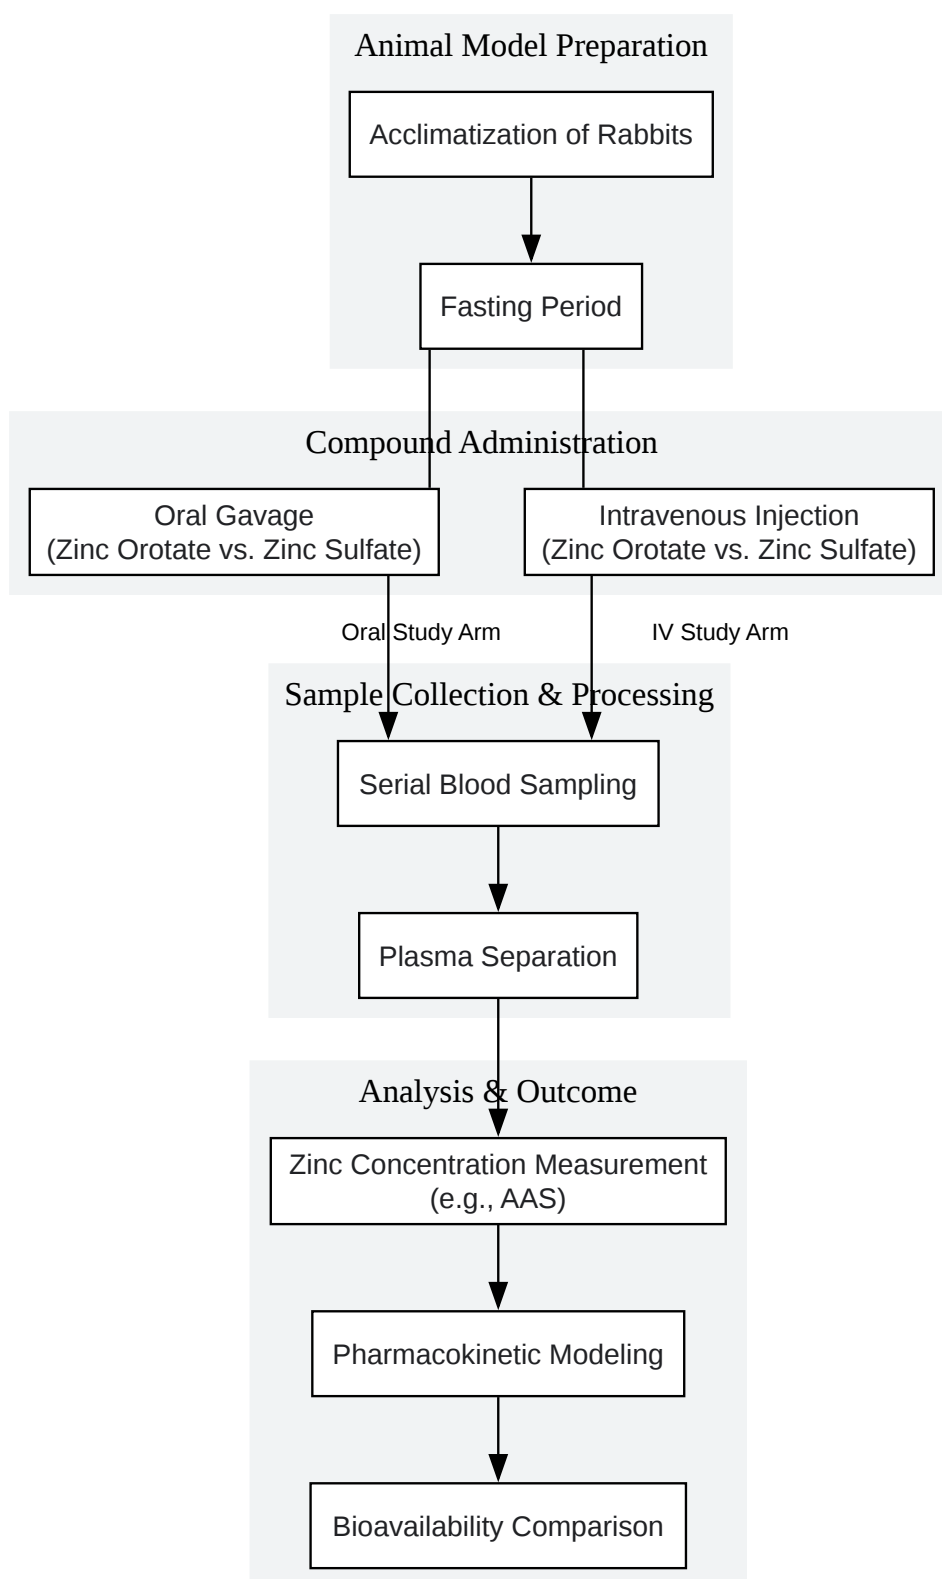 Animal Model Preparation
Acclimatization of Rabbits
Fasting Period
Compound Administration
Oral Gavage
(Zinc Orotate vs. Zinc Sulfate)
Intravenous Injection
(Zinc Orotate vs. Zinc Sulfate)
Oral Study Arm
IV Study Arm
Sample Collection & Processing
Serial Blood Sampling
Plasma Separation
Analysis & Outcome
Zinc Concentration Measurement
(e.g., AAS)
Pharmacokinetic Modeling
Bioavailability Comparison